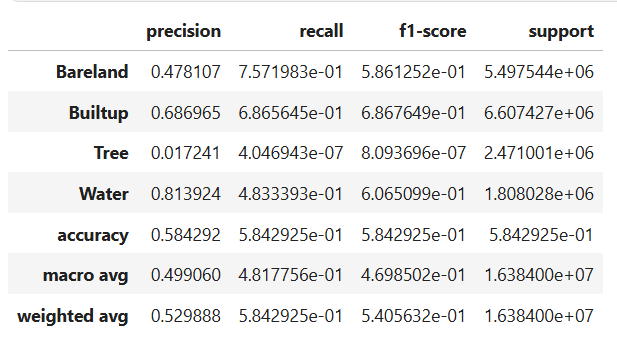 precision recall f1-score support
Bareland 0.478107 7.571983e-01 5.861252e-01 5.497544e+06
Builtup 0.686965 6.865645e-01 6.867649e-01 6.607427e+06
Tree 0.017241 4.046943e-07 8.093696e-07 2.471001e+06
Water 0.813924 4.833393e-01 6.065099e-01 1.808028e+06
accuracy 0.584292 5.842925e-01 5.842925e-01 5.842925e-01
macro avg 0.499060 4.817756e-01 4.698502e-01 1.638400e+07
weighted avg 0.529888 5.842925e-01 5.405632e-01 1.638400e+07